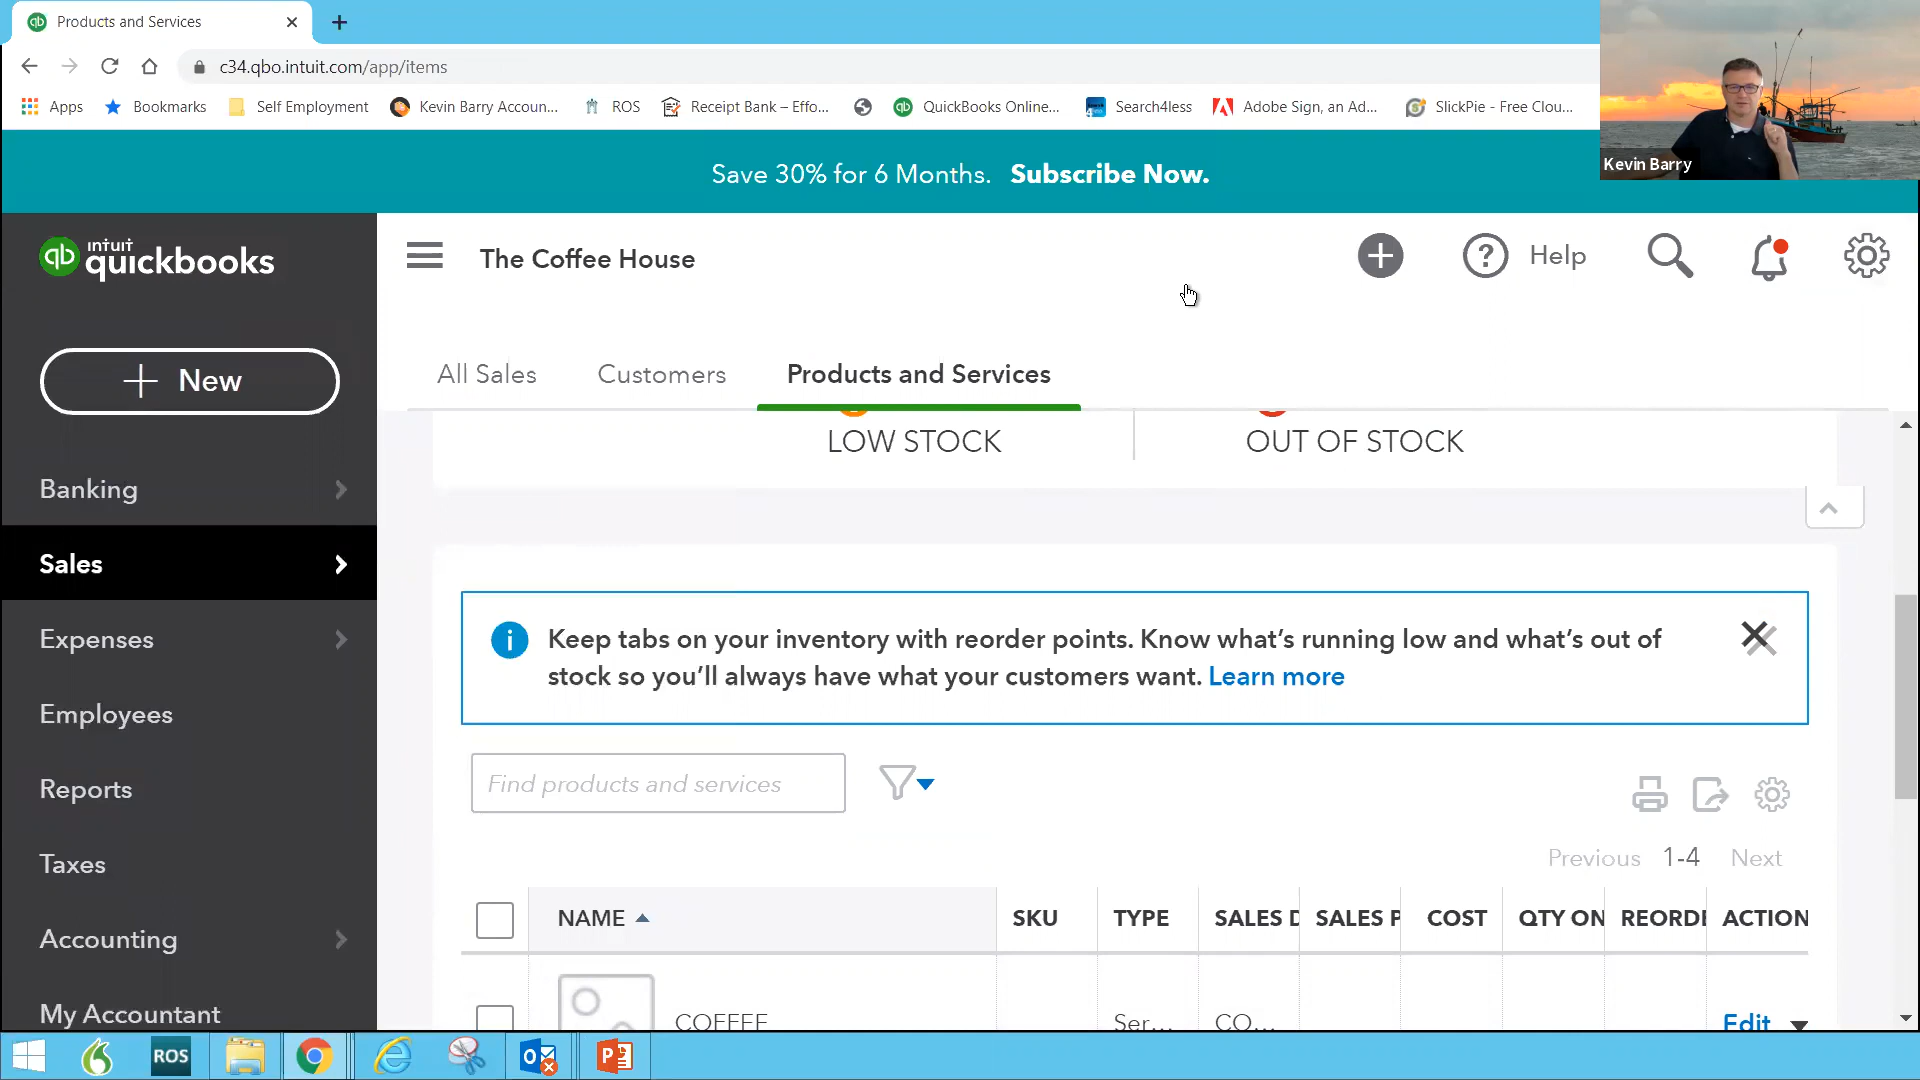 Products and Services
c34.qbo.intuit.com/app/items
Apps Bookmarks Self Employment Kevin Barry Accoun... ROS Receipt Bank – Effo... QuickBooks Online... Search4less Adobe Sign, an Ad... SlickPie - Free Clou...
Kevin Barry
Save 30% for 6 Months. Subscribe Now.
qb intuit quickbooks
The Coffee House
Help
New
All Sales Customers Products and Services
LOW STOCK OUT OF STOCK
Banking
Sales
Expenses
Employees
Reports
Taxes
Accounting
My Accountant
Keep tabs on your inventory with reorder points. Know what’s running low and what’s out of
stock so you’ll always have what your customers want. Learn more
Find products and services
Previous 1-4 Next
NAME SKU TYPE SALES D SALES P COST QTY ON REORDE ACTION
COFFEE Ser... CO... Edit
ROS